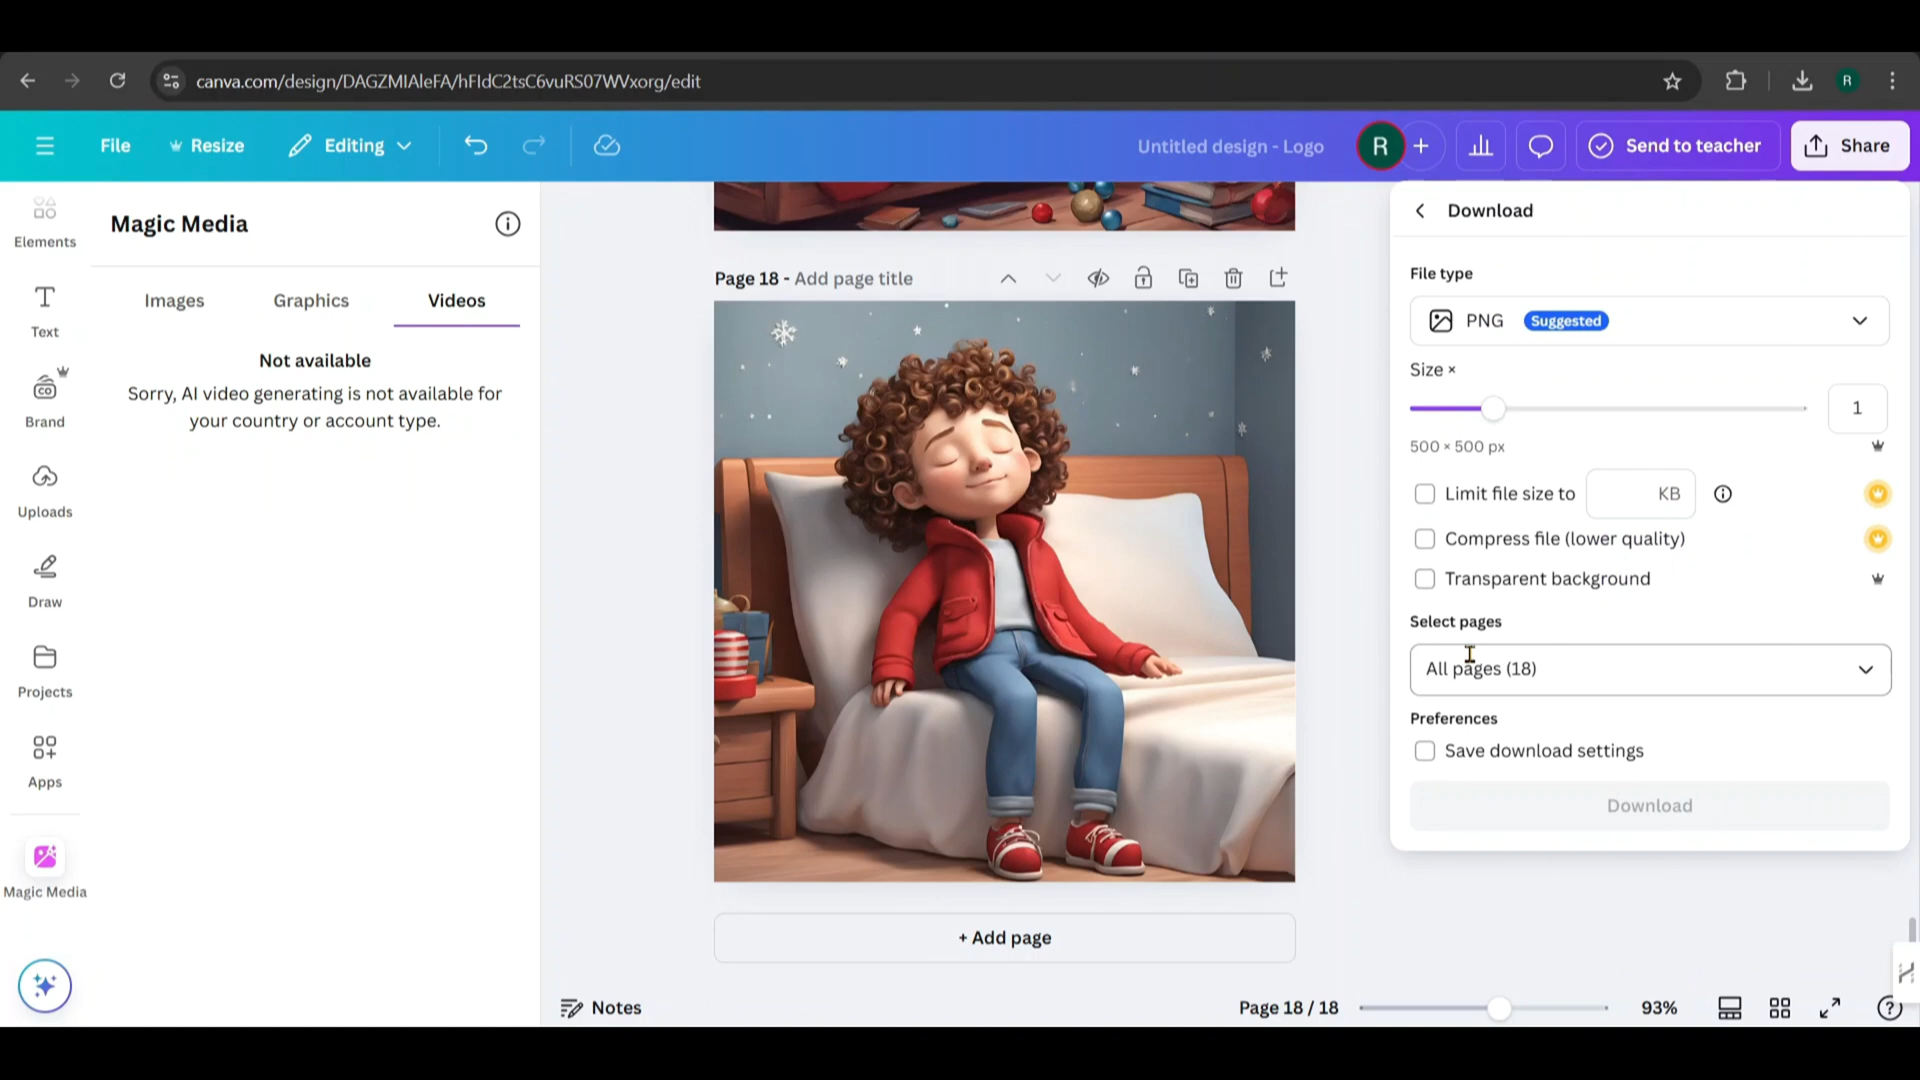 canva.com/design/DAGZMIAleFA/hFIdC2tsC6vuRS07WVxorg/edit
R
File
Resize
Editing
Untitled design - Logo
R
Send to teacher
Share
Elements
Text
Brand
Uploads
Draw
Projects
Apps
Magic Media
Magic Media
Images
Graphics
Videos
Not available
Sorry, AI video generating is not available for
your country or account type.
Page 18 - Add page title
+ Add page
Notes
Page 18 / 18
93%
Download
File type
PNG
Suggested
Size ×
1
500 × 500 px
Limit file size to
KB
Compress file (lower quality)
Transparent background
Select pages
All pages (18)
Preferences
Save download settings
Download